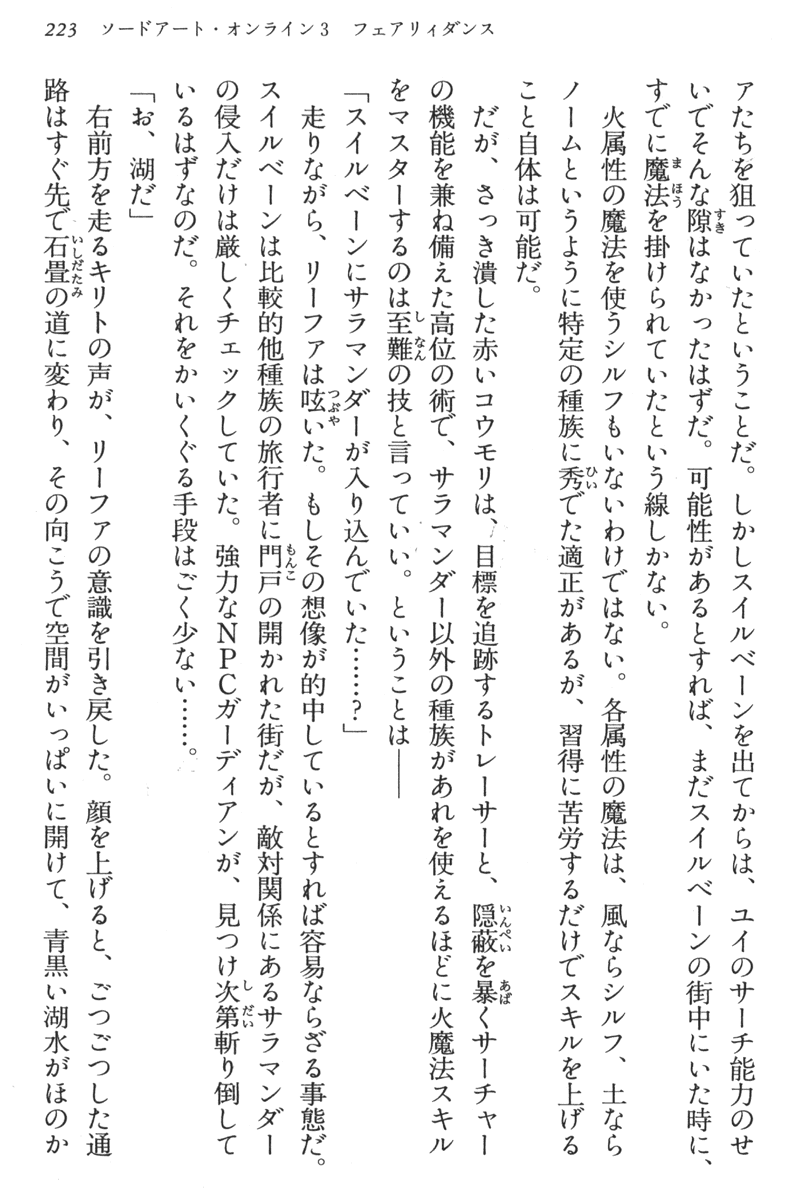 223　ソードアート・オンライン3　フェアリィダンス
アたちを狙っていたということだ。しかしスイルベーンを出てからは、ユイのサーチ能力のせ
いでそんな隙はなかったはずだ。可能性があるとすれば、まだスイルベーンの街中にいた時に、
すでに魔法を掛けられていたという線しかない。
　火属性の魔法を使うシルフもいないわけではない。各属性の魔法は、風ならシルフ、土なら
ノームというように特定の種族に秀でた適正があるが、習得に苦労するだけでスキルを上げる
こと自体は可能だ。
　だが、さっき潰した赤いコウモリは、目標を追跡するトレーサーと、隠蔽を暴くサーチャー
の機能を兼ね備えた高位の術で、サラマンダー以外の種族があれを使えるほどに火魔法スキル
をマスターするのは至難の技と言っていい。ということは――
「スイルベーンにサラマンダーが入り込んでいた……？」
　走りながら、リーファは呟いた。もしその想像が的中しているとすれば容易ならざる事態だ。
スイルベーンは比較的他種族の旅行者に門戸の開かれた街だが、敵対関係にあるサラマンダー
の侵入だけは厳しくチェックしていた。強力なNPCガーディアンが、見つけ次第斬り倒して
いるはずなのだ。それをかいくぐる手段はごく少ない……。
「お、湖だ」
　右前方を走るキリトの声が、リーファの意識を引き戻した。顔を上げると、ごつごつした通
路はすぐ先で石畳の道に変わり、その向こうで空間がいっぱいに開けて、青黒い湖水がほのか